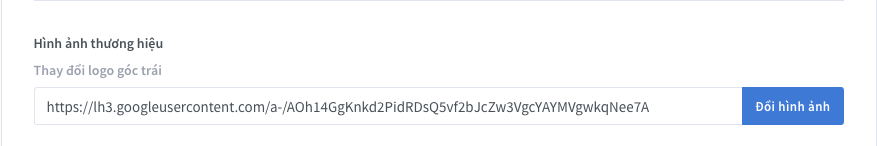 Hình ảnh thương hiệu
Thay đổi logo góc trái
https://lh3.googleusercontent.com/a-/AOh14GgKnkd2PidRDsQ5vf2bJcZw3VgcYAYMVgwkqNee7A
Đổi hình ảnh